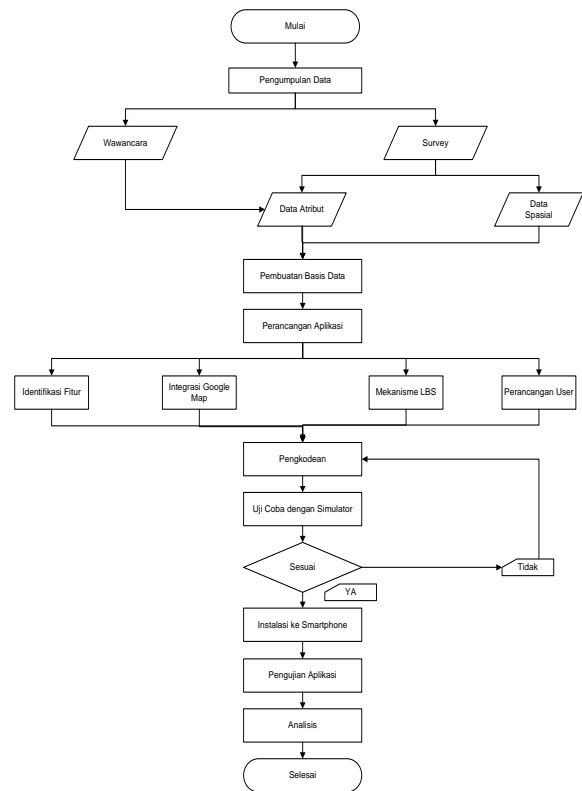 Mulai
Pengumpulan Data
Wawancara
Survey
Data Atribut
Data
Spasial
Pembuatan Basis Data
Perancangan Aplikasi
Identifikasi Fitur
Integrasi Google
Map
Mekanisme LBS
Perancangan User
Pengkodean
Uji Coba dengan Simulator
Sesuai
Tidak
YA
Instalasi ke Smartphone
Pengujian Aplikasi
Analisis
Selesai